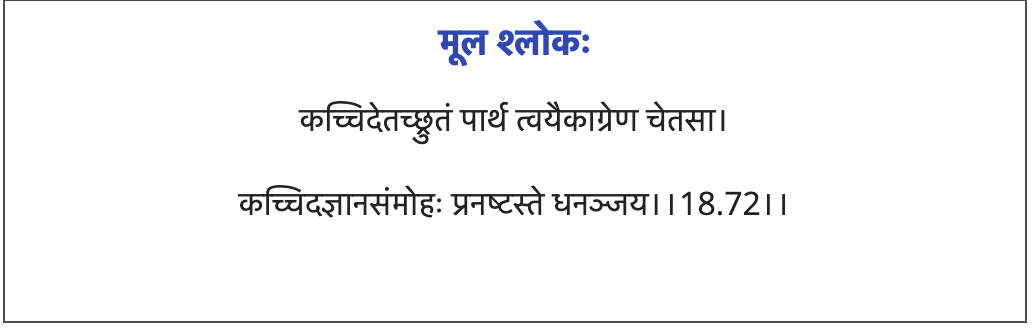 मूल श्लोकः
कच्चिदेतच्छ्रुतं पार्थ त्वयैकाग्रेण चेतसा।
कच्चिदज्ञानसंमोहः प्रनष्टस्ते धनञ्जय।।18.72।।